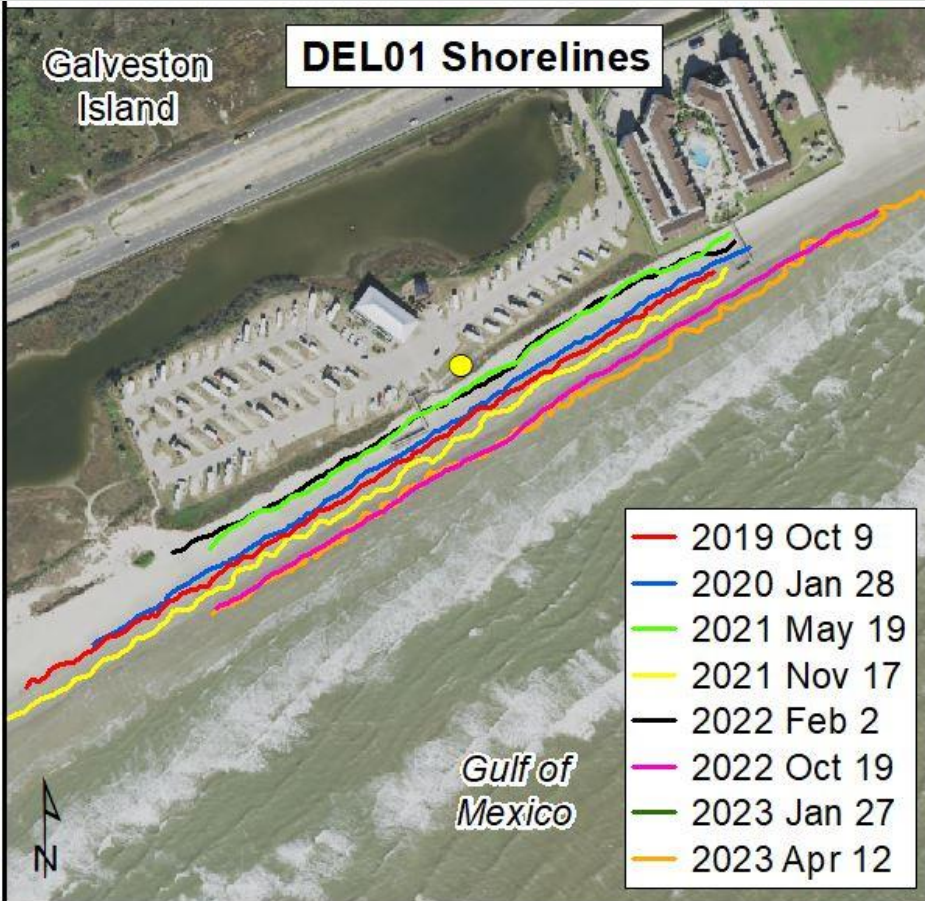 Galveston
Island
DEL01 Shorelines
2019 Oct 9
2020 Jan 28
2021 May 19
2021 Nov 17
2022 Feb 2
2022 Oct 19
2023 Jan 27
2023 Apr 12
Gulf of
Mexico
N